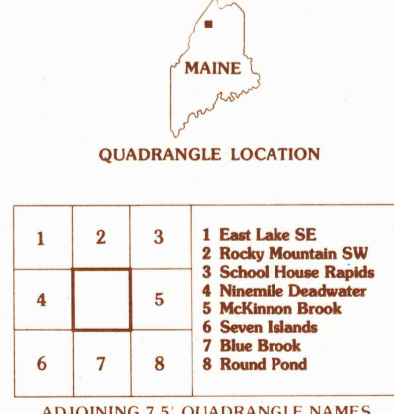 MAINE
QUADRANGLE LOCATION
1 2 3
4 5
6 7 8
1 East Lake SE
2 Rocky Mountain SW
3 School House Rapids
4 Ninemile Deadwater
5 McKinnon Brook
6 Seven Islands
7 Blue Brook
8 Round Pond
ADJOINING 7.5' QUADRANGLE NAMES